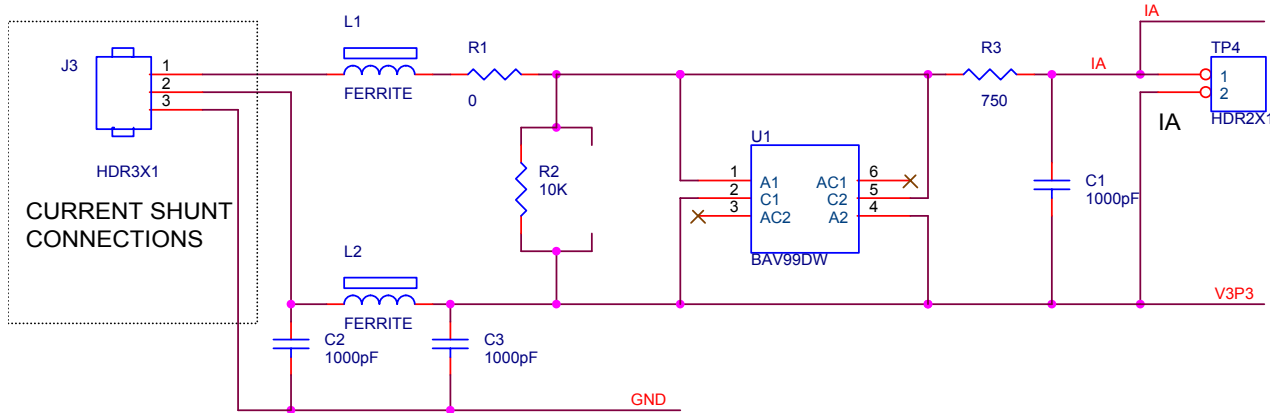 IA
L1
J3
R1
R3
TP4
1
2
3
FERRITE
0
IA
750
1
2
IA
HDR2X1
HDR3X1
U1
R2
10K
1
2
3
A1
C1
AC2
AC1
C2
A2
6
5
4
BAV99DW
C1
1000pF
CURRENT SHUNT
CONNECTIONS
L2
FERRITE
V3P3
C2
1000pF
C3
1000pF
GND